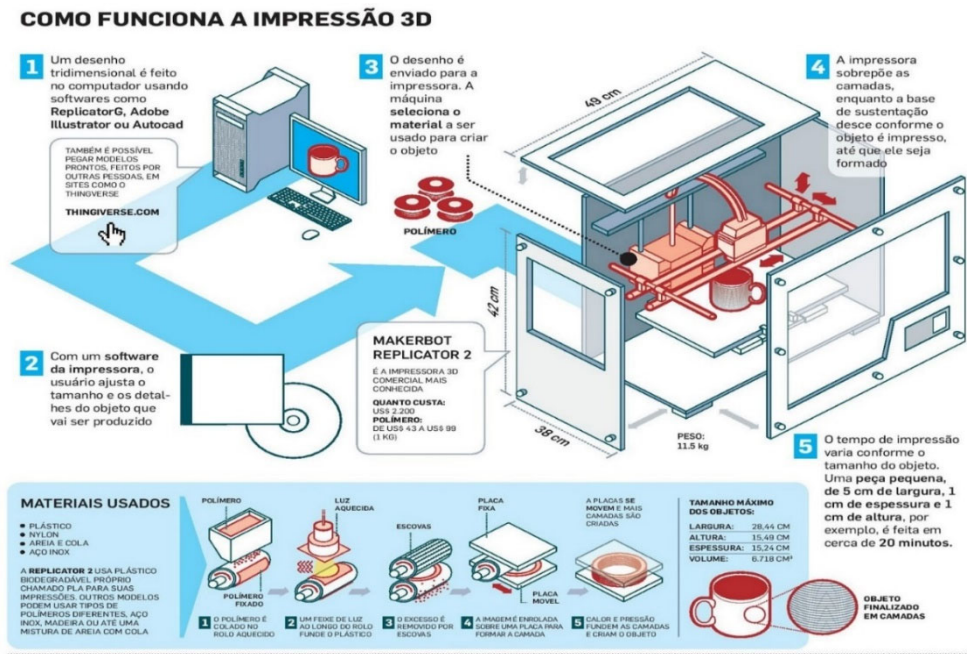 COMO FUNCIONA A IMPRESSÃO 3D
1
Um desenho
tridimensional é feito
no computador usando
softwares como
ReplicatorG, Adobe
Illustrator ou Autocad
TAMBÉM É POSSÍVEL
PEGAR MODELOS
PRONTOS, FEITOS POR
OUTRAS PESSOAS, EM
SITES COMO O
THINGIVERSE
THINGIVERSE.COM
2
Com um software
da impressora, o
usuário ajusta o
tamanho e os deta-
lhes do objeto que
vai ser produzido
3
O desenho é
enviado para a
impressora. A
máquina
seleciona o
material a ser
usado para criar
o objeto
POLÍMERO
49 cm
42 cm
38 cm
MAKERBOT
REPLICATOR 2
É A IMPRESSORA 3D
COMERCIAL MAIS
CONHECIDA
QUANTO CUSTA:
US$ 2.200
POLÍMERO:
DE US$ 43 A US$ 99
(1 KG)
PESO:
11.5 kg
4
A impressora
sobrepõe as
camadas,
enquanto a base
de sustentação
desce conforme o
objeto é impresso,
até que ele seja
formado
5
O tempo de impressão
varia conforme o
tamanho do objeto.
Uma peça pequena,
de 5 cm de largura, 1
cm de espessura e 1
cm de altura, por
exemplo, é feita em
cerca de 20 minutos.
MATERIAIS USADOS
• PLÁSTICO
• NYLON
• AREIA E COLA
• AÇO INOX
A REPLICATOR 2 USA PLÁSTICO
BIODEGRADÁVEL PRÓPRIO
CHAMADO PLA PARA SUAS
IMPRESSÕES. OUTROS MODELOS
PODEM USAR TIPOS DE
POLÍMEROS DIFERENTES, AÇO
INOX, MADEIRA OU ATÉ UMA
MISTURA DE AREIA COM COLA
POLÍMERO
POLÍMERO
FIXADO
1 O POLÍMERO É
COLADO NO
ROLO AQUECIDO
LUZ
AQUECIDA
2 UM FEIXE DE LUZ
AO LONGO DO ROLO
FUNDE O PLÁSTICO
ESCOVAS
3 O EXCESSO É
REMOVIDO POR
ESCOVAS
PLACA
FIXA
PLACA
MOVEL
4 A IMAGEM É ENROLADA
SOBRE UMA PLACA PARA
FORMAR A CAMADA
A PLACAS SE
MOVEM E MAIS
CAMADAS SÃO
CRIADAS
5 CALOR E PRESSÃO
FUNDEM AS CAMADAS
E CRIAM O OBJETO
TAMANHO MÁXIMO
DOS OBJETOS:
LARGURA: 28,44 CM
ALTURA: 15,49 CM
ESPESSURA: 15,24 CM
VOLUME: 6.718 CM³
OBJETO
FINALIZADO
EM CAMADAS